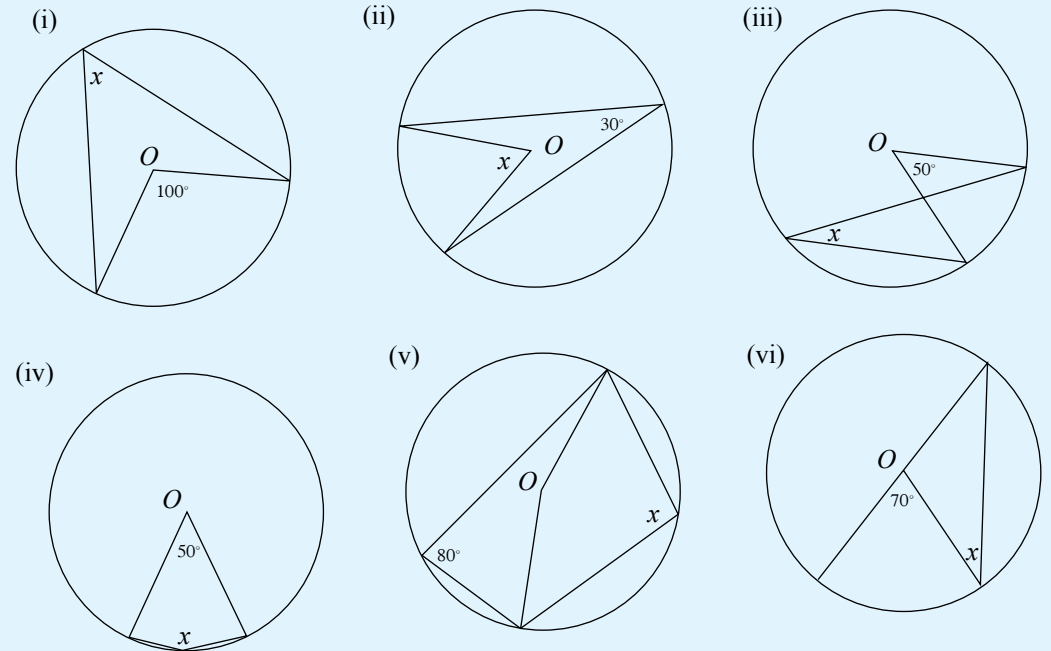 (i)
x
O
100°
(ii)
30°
x
O
(iii)
O
50°
x
(iv)
O
50°
x
(v)
O
x
80°
(vi)
O
70°
x